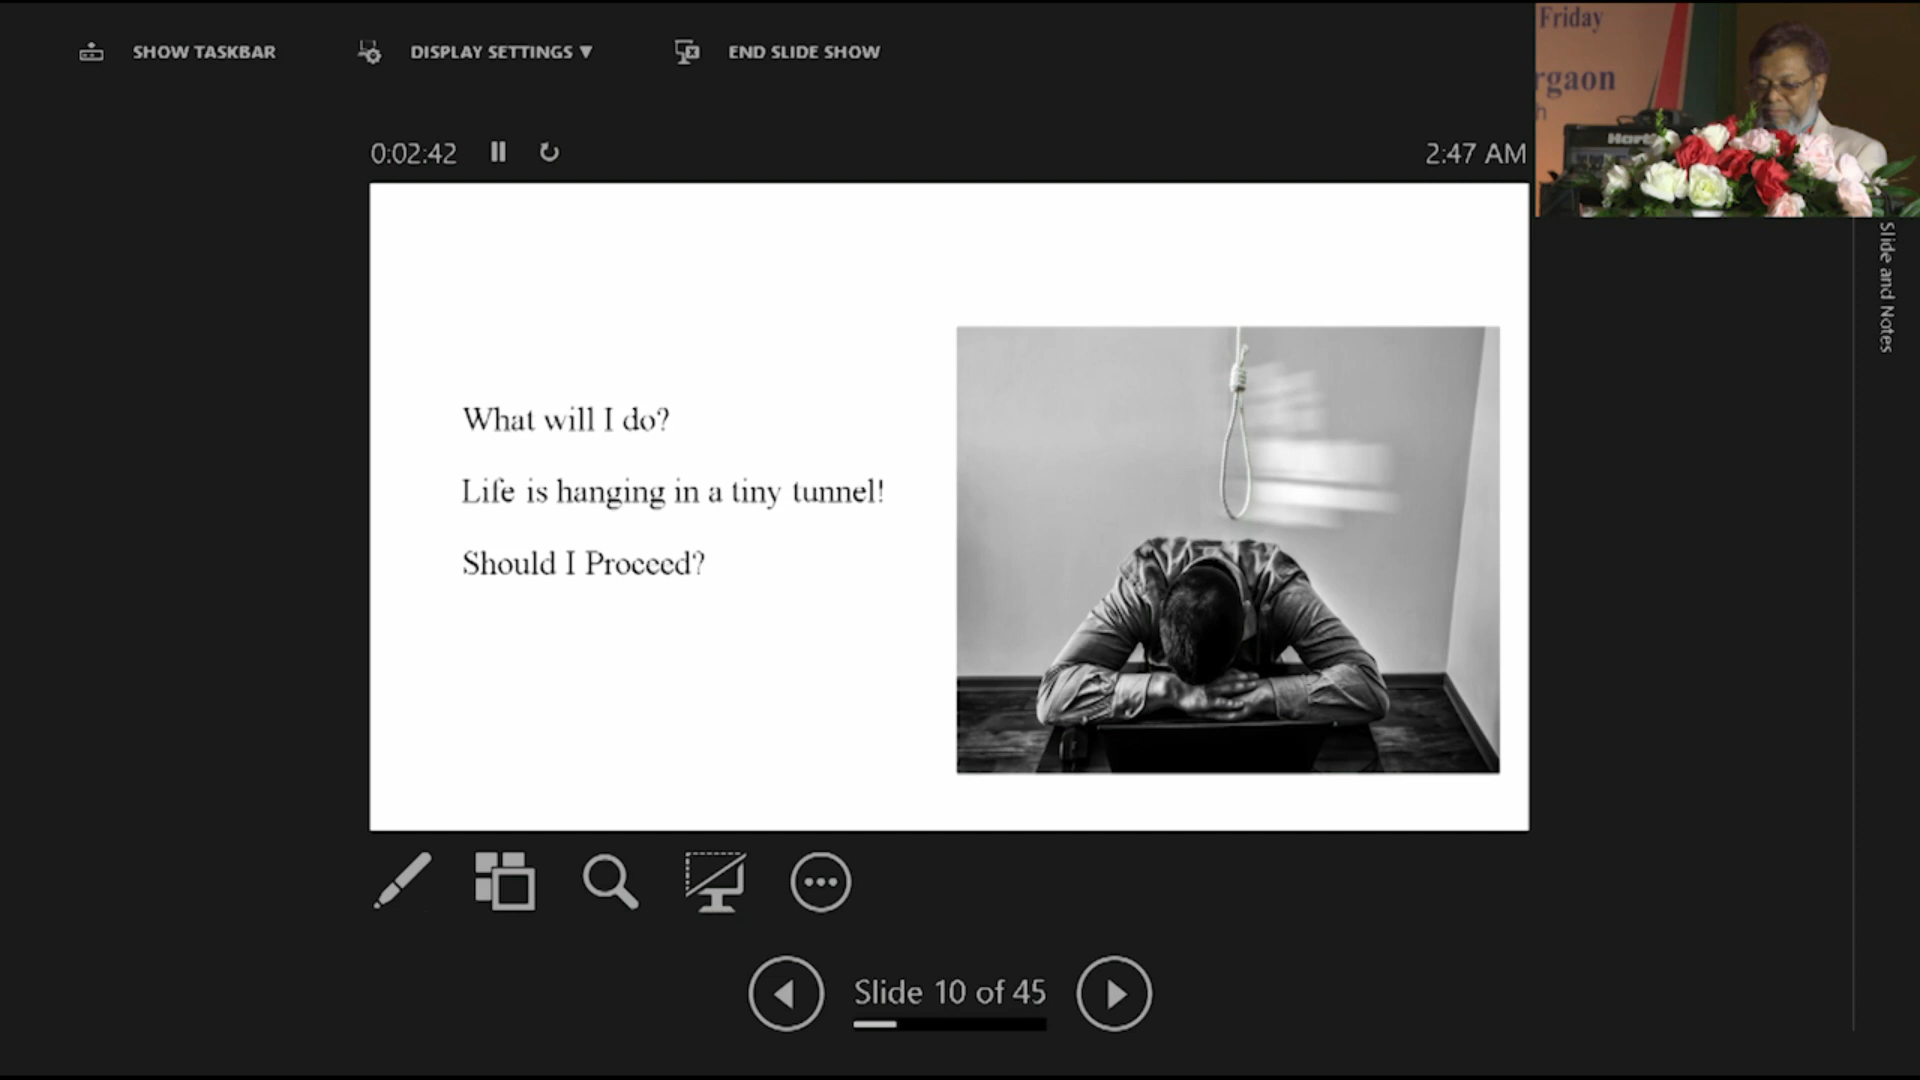 SHOW TASKBAR
DISPLAY SETTINGS ▼
END SLIDE SHOW
Friday
rgaon
h
Hart
0:02:42
2:47 AM
Slide and Notes
What will I do?
Life is hanging in a tiny tunnel!
Should I Proceed?
Slide 10 of 45